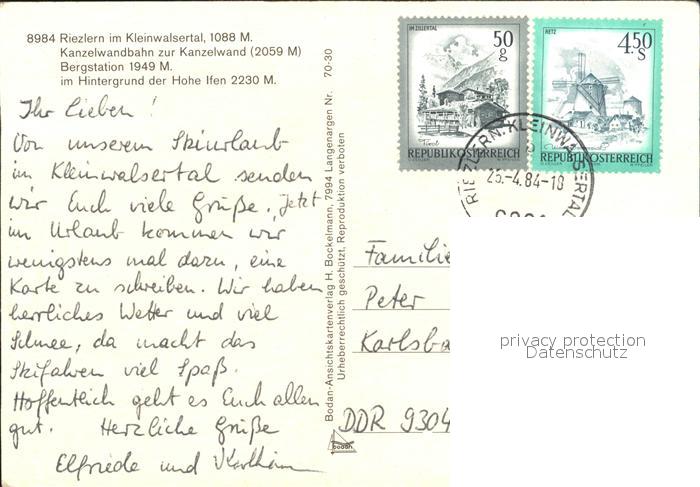 8984 Riezlern im Kleinwalsertal, 1088 M.
Kanzelwandbahn zur Kanzelwand (2059 M)
Bergstation 1949 M.
im Hintergrund der Hohe Ifen 2230 M.
70-30
Ihr Lieben!
Von unserem Skiurlaub
im Kleinwalsertal senden
wir Euch viele Grüße. Jetzt
im Urlaub kommen wir
wenigstens mal dazu, eine
Karte zu schreiben. Wir haben
herrliches Wetter und viel
Schnee, da macht das
Skifahren viel Spaß.
Hoffentlich geht es Euch allen
gut. Herzliche Grüße
Elfriede und Karlheinz
Bodan-Ansichtskartenverlag H. Bockelmann, 7994 Langenargen Nr.
Urheberrechtlich geschützt, Reproduktion verboten
bodan
IM ZILLERTAL
50
g
Tirol
REPUBLIK ÖSTERREICH
RETZ
4.50
S
REPUBLIK ÖSTERREICH
RIEZLERN·KLEINWALSERTAL
25.-4.84-18
Familie
Peter
Karlsba
DDR 9304
privacy protection
Datenschutz